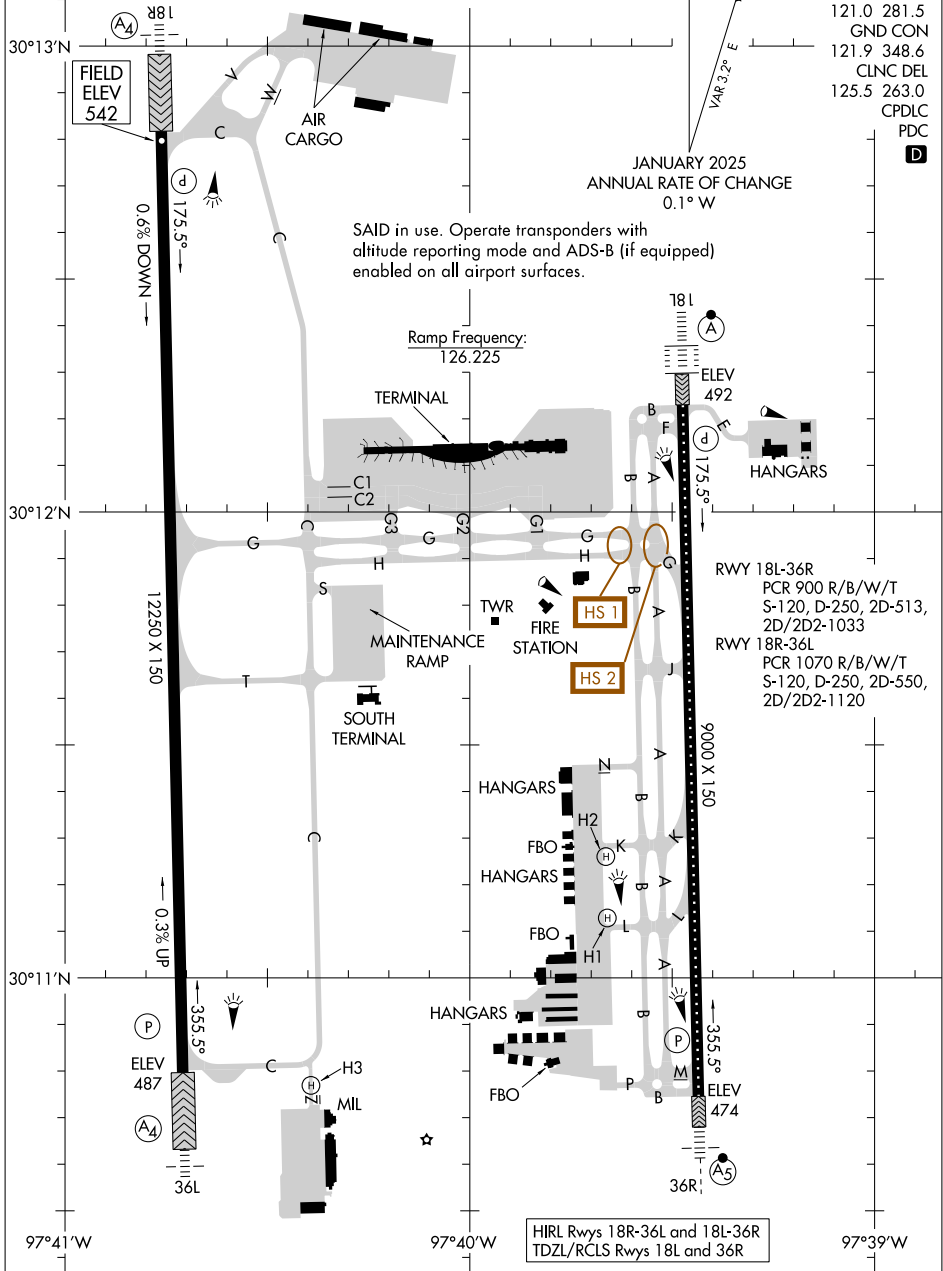 121.0 281.5
GND CON
121.9 348.6
CLNC DEL
125.5 263.0
CPDLC
PDC
D
VAR 3.2° E
JANUARY 2025
ANNUAL RATE OF CHANGE
0.1° W
18R
A4
30°13'N
FIELD
ELEV
542
V
W
C
AIR
CARGO
P
175.5°
0.6% DOWN
C
SAID in use. Operate transponders with
altitude reporting mode and ADS-B (if equipped)
enabled on all airport surfaces.
Ramp Frequency:
126.225
TERMINAL
18L
A
ELEV
492
B
F
E
P
175.5°
HANGARS
B
A
C1
C2
30°12'N
C
G3
G2
G1
G
G
G
H
H
G
S
HS 1
HS 2
B
A
J
TWR
FIRE
STATION
MAINTENANCE
RAMP
T
SOUTH
TERMINAL
12250 X 150
RWY 18L-36R
PCR 900 R/B/W/T
S-120, D-250, 2D-513,
2D/2D2-1033
RWY 18R-36L
PCR 1070 R/B/W/T
S-120, D-250, 2D-550,
2D/2D2-1120
9000 X 150
A
N
HANGARS
B
H2
FBO
H
K
K
C
HANGARS
B
A
H
L
L
FBO
H1
0.3% UP
A
30°11'N
355.5°
HANGARS
B
P
P
355.5°
ELEV
487
C
H
H3
N
MIL
FBO
P
B
M
ELEV
474
A4
36L
A5
36R
HIRL Rwys 18R-36L and 18L-36R
TDZL/RCLS Rwys 18L and 36R
97°41'W
97°40'W
97°39'W